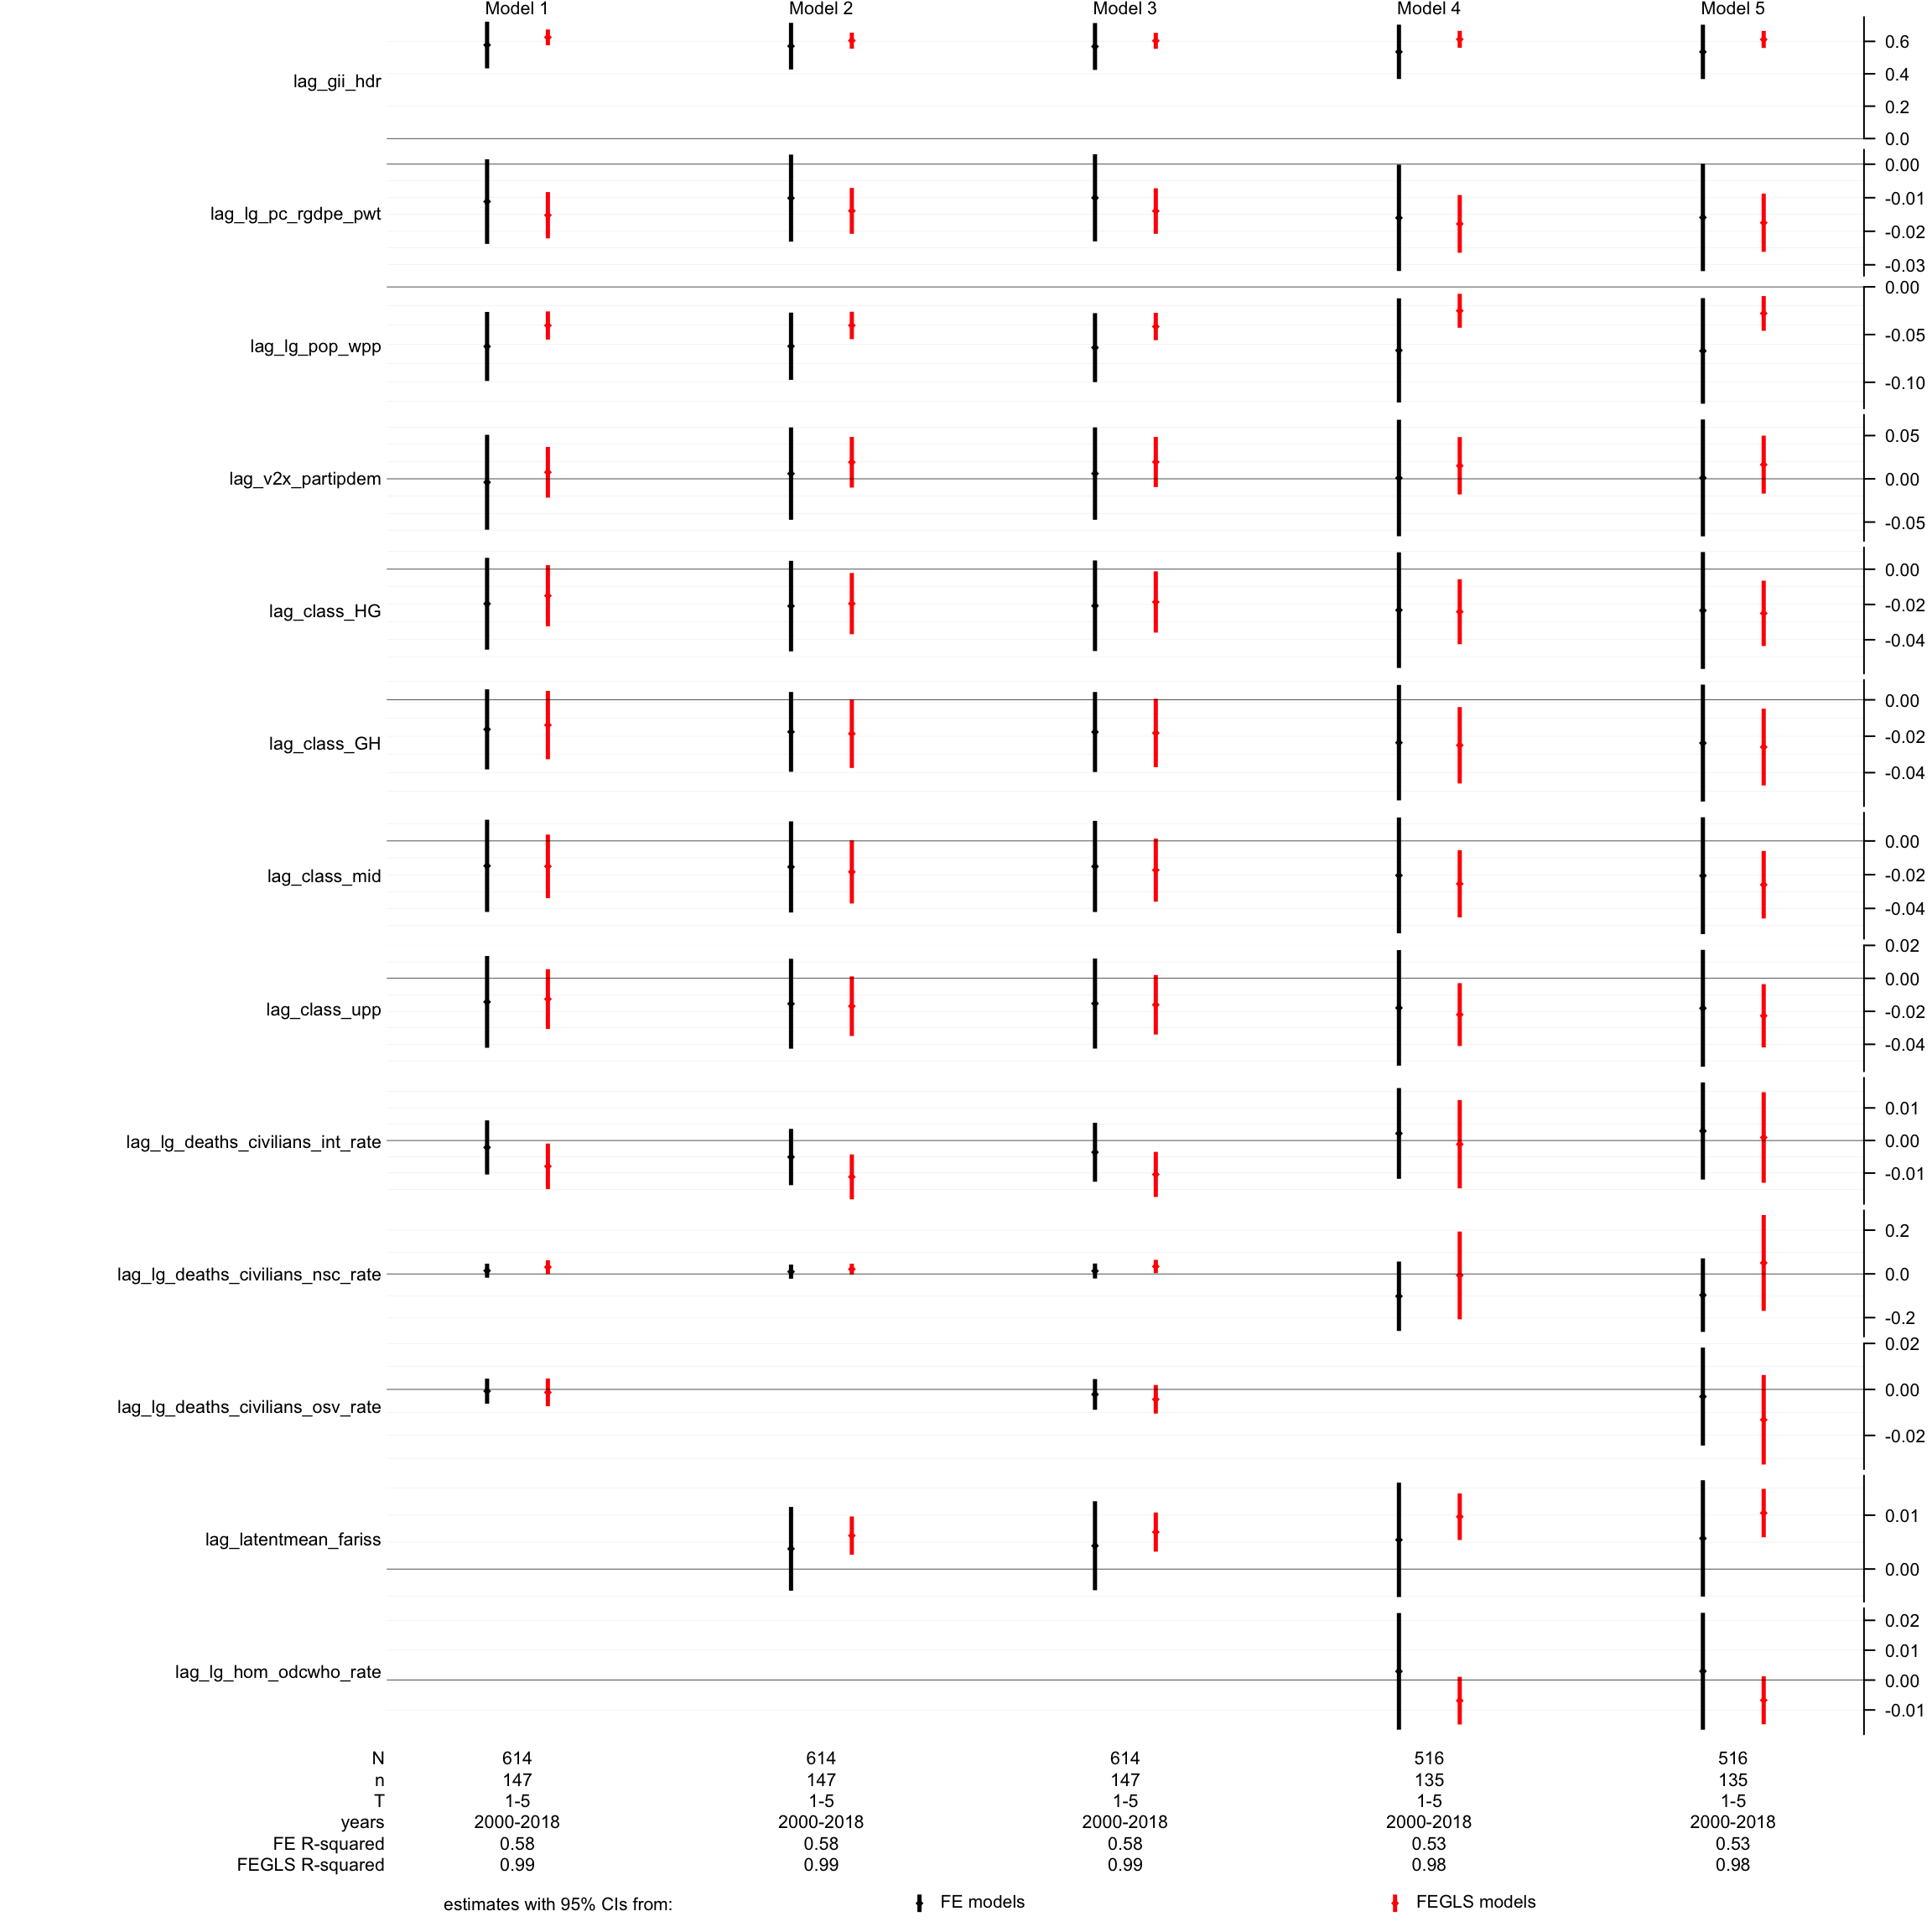 Model 1 Model 2 Model 3 Model 4 Model 5
lag_gii_hdr
0.6
0.4
0.2
0.0
lag_lg_pc_rgdpe_pwt
0.00
-0.01
-0.02
-0.03
lag_lg_pop_wpp
0.00
-0.05
-0.10
lag_v2x_partipdem
0.05
0.00
-0.05
lag_class_HG
0.00
-0.02
-0.04
lag_class_GH
0.00
-0.02
-0.04
lag_class_mid
0.00
-0.02
-0.04
lag_class_upp
0.02
0.00
-0.02
-0.04
lag_lg_deaths_civilians_int_rate
0.01
0.00
-0.01
lag_lg_deaths_civilians_nsc_rate
0.2
0.0
-0.2
lag_lg_deaths_civilians_osv_rate
0.02
0.00
-0.02
lag_latentmean_fariss
0.01
0.00
lag_lg_hom_odcwho_rate
0.02
0.01
0.00
-0.01
N 614 614 614 516 516
n 147 147 147 135 135
T 1-5 1-5 1-5 1-5 1-5
years 2000-2018 2000-2018 2000-2018 2000-2018 2000-2018
FE R-squared 0.58 0.58 0.58 0.53 0.53
FEGLS R-squared 0.99 0.99 0.99 0.98 0.98
estimates with 95% CIs from: FE models FEGLS models